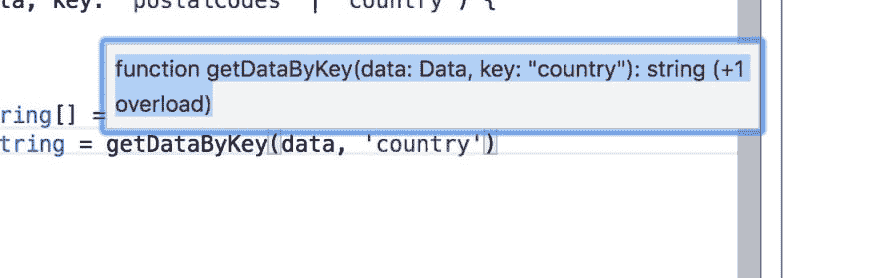 ta, key: 'postalCodes' | 'country') {
function getDataByKey(data: Data, key: "country"): string (+1
overload)
ring[] =
tring = getDataByKey(data, 'country')